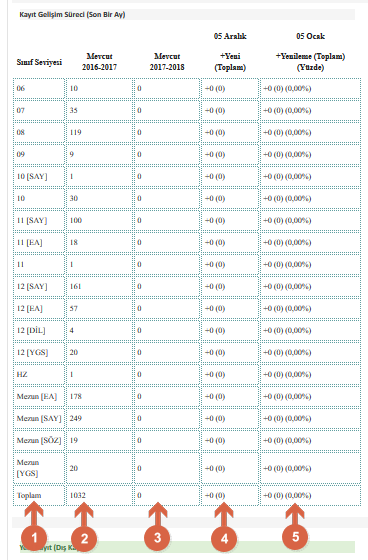 Kayıt Gelişim Süreci (Son Bir Ay)
05 Aralık 05 Ocak
Sınıf Seviyesi Mevcut 2016-2017 Mevcut 2017-2018 +Yeni (Toplam) +Yenileme (Toplam) (Yüzde)
06 10 0 +0 (0) +0 (0) (0,00%)
07 35 0 +0 (0) +0 (0) (0,00%)
08 119 0 +0 (0) +0 (0) (0,00%)
09 9 0 +0 (0) +0 (0) (0,00%)
10 [SAY] 1 0 +0 (0) +0 (0) (0,00%)
10 30 0 +0 (0) +0 (0) (0,00%)
11 [SAY] 100 0 +0 (0) +0 (0) (0,00%)
11 [EA] 18 0 +0 (0) +0 (0) (0,00%)
11 1 0 +0 (0) +0 (0) (0,00%)
12 [SAY] 161 0 +0 (0) +0 (0) (0,00%)
12 [EA] 57 0 +0 (0) +0 (0) (0,00%)
12 [DİL] 4 0 +0 (0) +0 (0) (0,00%)
12 [YGS] 20 0 +0 (0) +0 (0) (0,00%)
HZ 1 0 +0 (0) +0 (0) (0,00%)
Mezun [EA] 178 0 +0 (0) +0 (0) (0,00%)
Mezun [SAY] 249 0 +0 (0) +0 (0) (0,00%)
Mezun [SÖZ] 19 0 +0 (0) +0 (0) (0,00%)
Mezun [YGS] 20 0 +0 (0) +0 (0) (0,00%)
Toplam 1032 0 +0 (0) +0 (0) (0,00%)
1 2 3 4 5
(Dış